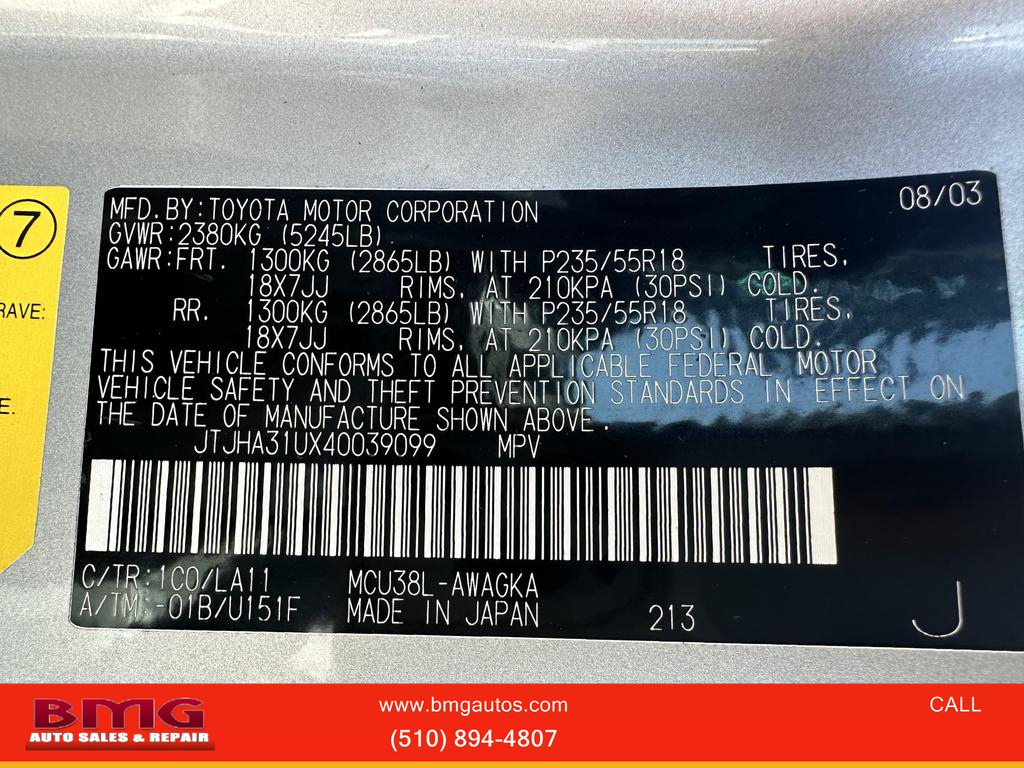 7
RAVE:
E.
08/03
MFD.BY:TOYOTA MOTOR CORPORATION
GVWR:2380KG (5245LB)
GAWR:FRT. 1300KG (2865LB) WITH P235/55R18 TIRES,
18X7JJ RIMS, AT 210KPA (30PSI) COLD.
RR. 1300KG (2865LB) WITH P235/55R18 TIRES,
18X7JJ RIMS, AT 210KPA (30PSI) COLD.
THIS VEHICLE CONFORMS TO ALL APPLICABLE FEDERAL MOTOR
VEHICLE SAFETY AND THEFT PREVENTION STANDARDS IN EFFECT ON
THE DATE OF MANUFACTURE SHOWN ABOVE.
JTJHA31UX40039099 MPV
C/TR:1C0/LA11 MCU38L-AWAGKA
A/TM:-01B/U151F MADE IN JAPAN 213 J
BMG
AUTO SALES & REPAIR
www.bmgautos.com
(510) 894-4807
CALL